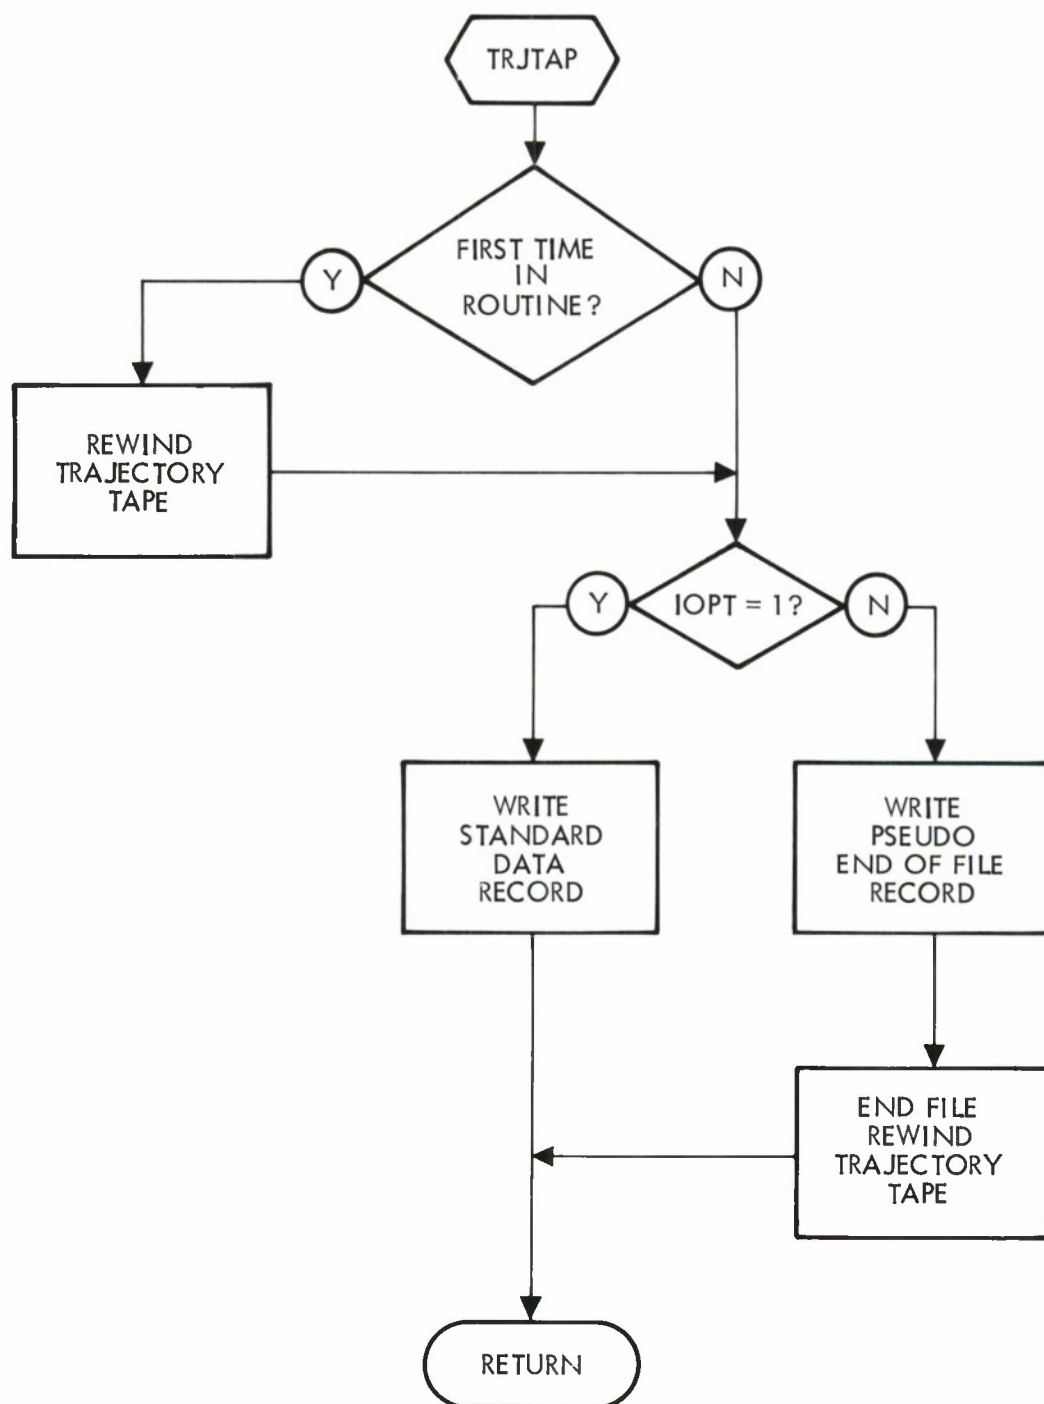 TRJTAP
FIRST TIME
IN
ROUTINE?
Y
N
REWIND
TRAJECTORY
TAPE
Y
IOPT = 1?
N
WRITE
STANDARD
DATA
RECORD
WRITE
PSEUDO
END OF FILE
RECORD
END FILE
REWIND
TRAJECTORY
TAPE
RETURN